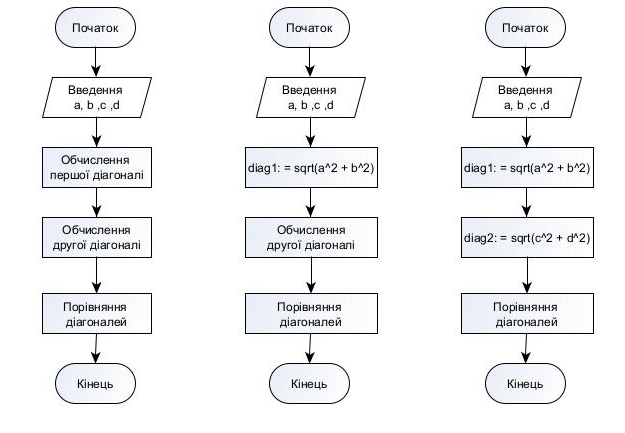 Початок
Введення
a, b ,c ,d
Обчислення
першої діагоналі
Обчислення
другої діагоналі
Порівняння
діагоналей
Кінець
Початок
Введення
a, b ,c ,d
diag1: = sqrt(a^2 + b^2)
Обчислення
другої діагоналі
Порівняння
діагоналей
Кінець
Початок
Введення
a, b ,c ,d
diag1: = sqrt(a^2 + b^2)
diag2: = sqrt(c^2 + d^2)
Порівняння
діагоналей
Кінець